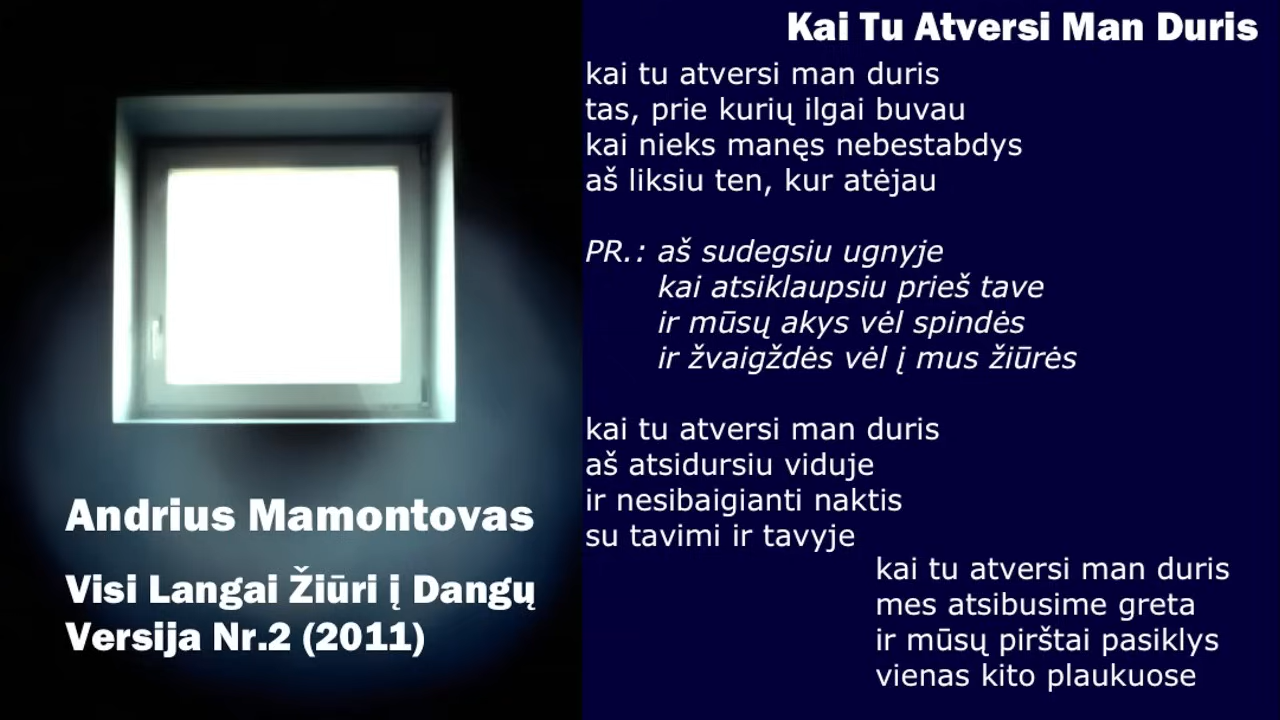 Kai Tu Atversi Man Duris
kai tu atversi man duris
tas, prie kurių ilgai buvau
kai nieks manęs nebestabdys
aš liksiu ten, kur atėjau
PR.: aš sudegsiu ugnyje
kai atsiklaupsiu prieš tave
ir mūsų akys vėl spindės
ir žvaigždės vėl į mus žiūrės
kai tu atversi man duris
aš atsidursiu viduje
ir nesibaigianti naktis
su tavimi ir tavyje
kai tu atversi man duris
mes atsibusime greta
ir mūsų pirštai pasiklys
vienas kito plaukuose
Andrius Mamontovas
Visi Langai Žiūri į Dangų
Versija Nr.2 (2011)